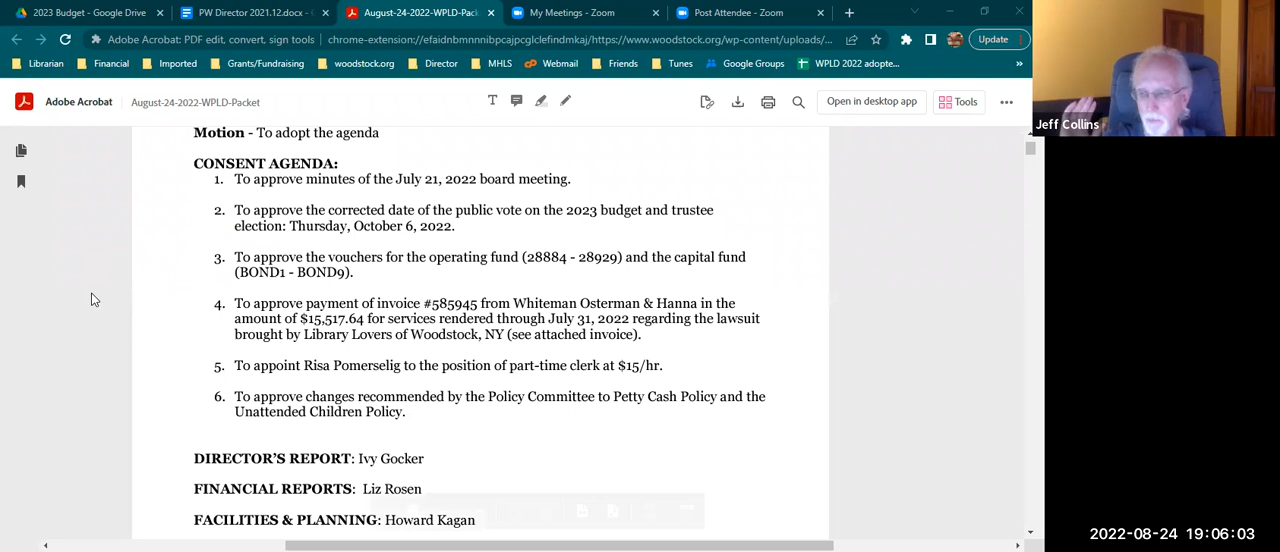 2023 Budget - Google Drive
PW Director 2021.12.docx -
August-24-2022-WPLD-Pack
My Meetings - Zoom
Post Attendee - Zoom
Adobe Acrobat: PDF edit, convert, sign tools
chrome-extension://efaidnbmnnnibpcajpcglclefindmkaj/https://www.woodstock.org/wp-content/uploads/...
Update
Librarian
Financial
Imported
Grants/Fundraising
woodstock.org
Director
MHLS
Webmail
Friends
Tunes
Google Groups
WPLD 2022 adopte...
»
Adobe Acrobat
August-24-2022-WPLD-Packet
Open in desktop app
Tools
Jeff Collins
Motion - To adopt the agenda
CONSENT AGENDA:
1. To approve minutes of the July 21, 2022 board meeting.
2. To approve the corrected date of the public vote on the 2023 budget and trustee
election: Thursday, October 6, 2022.
3. To approve the vouchers for the operating fund (28884 - 28929) and the capital fund
(BOND1 - BOND9).
4. To approve payment of invoice #585945 from Whiteman Osterman & Hanna in the
amount of $15,517.64 for services rendered through July 31, 2022 regarding the lawsuit
brought by Library Lovers of Woodstock, NY (see attached invoice).
5. To appoint Risa Pomerselig to the position of part-time clerk at $15/hr.
6. To approve changes recommended by the Policy Committee to Petty Cash Policy and the
Unattended Children Policy.
DIRECTOR'S REPORT: Ivy Gocker
FINANCIAL REPORTS: Liz Rosen
FACILITIES & PLANNING: Howard Kagan
2022-08-24 19:06:03